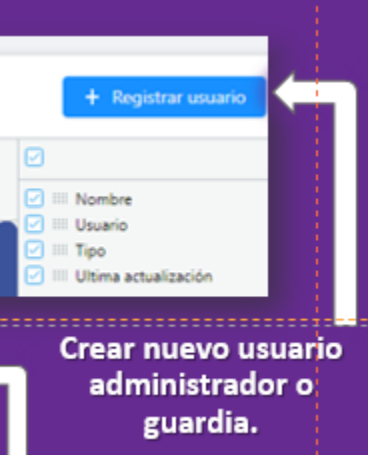 + Registrar usuario
Nombre
Usuario
Tipo
Ultima actualización
Crear nuevo usuario
administrador o
guardia.